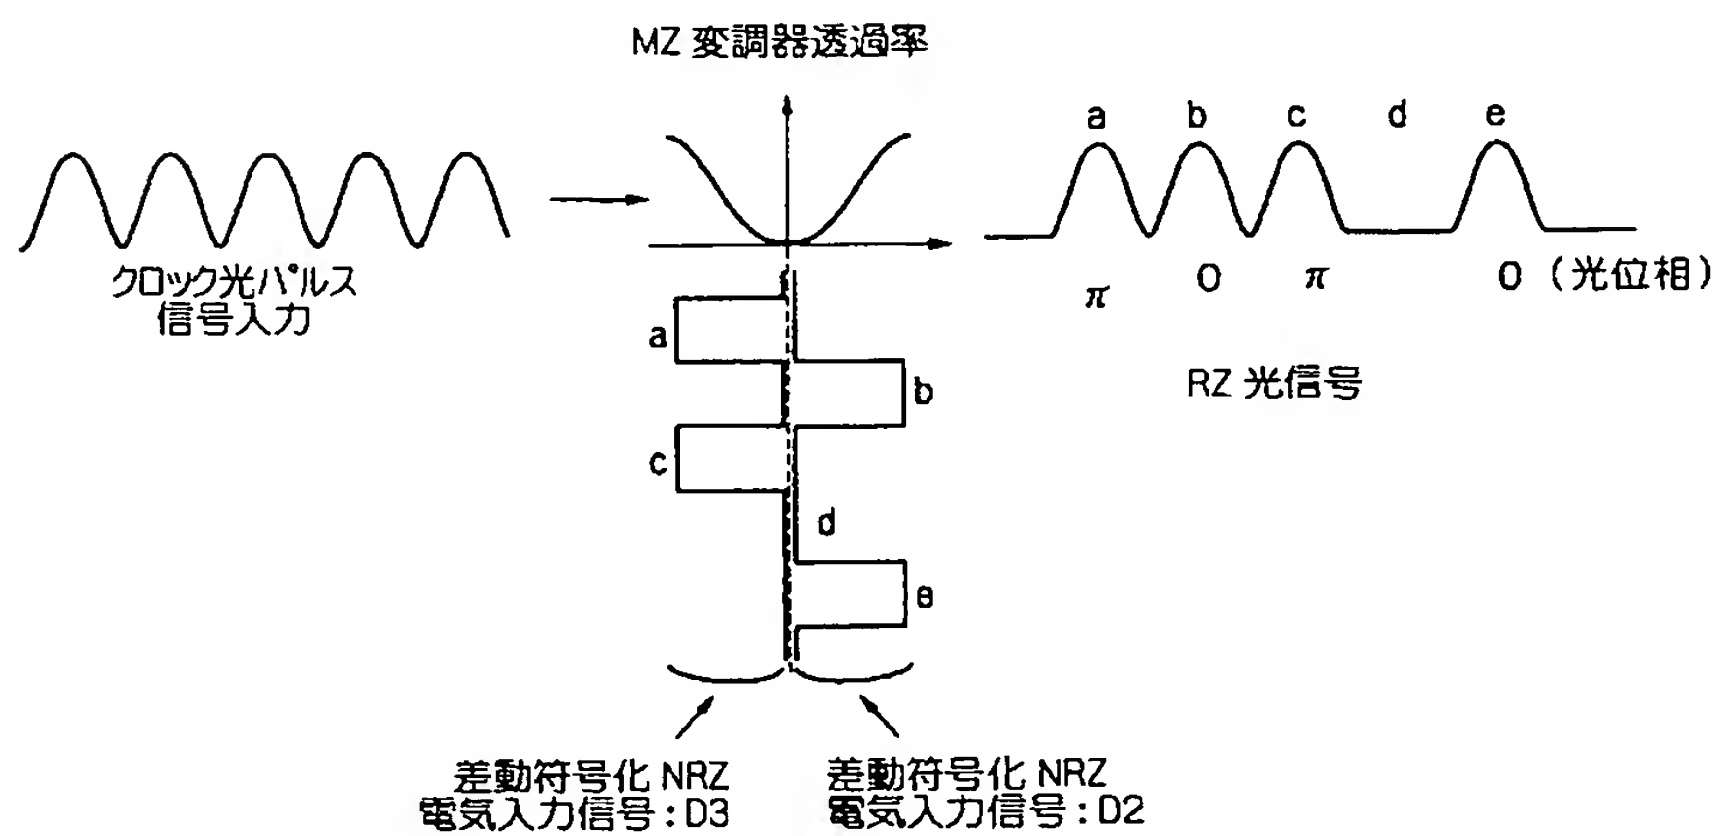 MZ 変調器透過率
a b c d e
クロック光パルス
信号入力
π 0 π 0 (光位相)
a
b
c
d
e
RZ 光信号
差動符号化 NRZ
電気入力信号:D3
差動符号化 NRZ
電気入力信号:D2